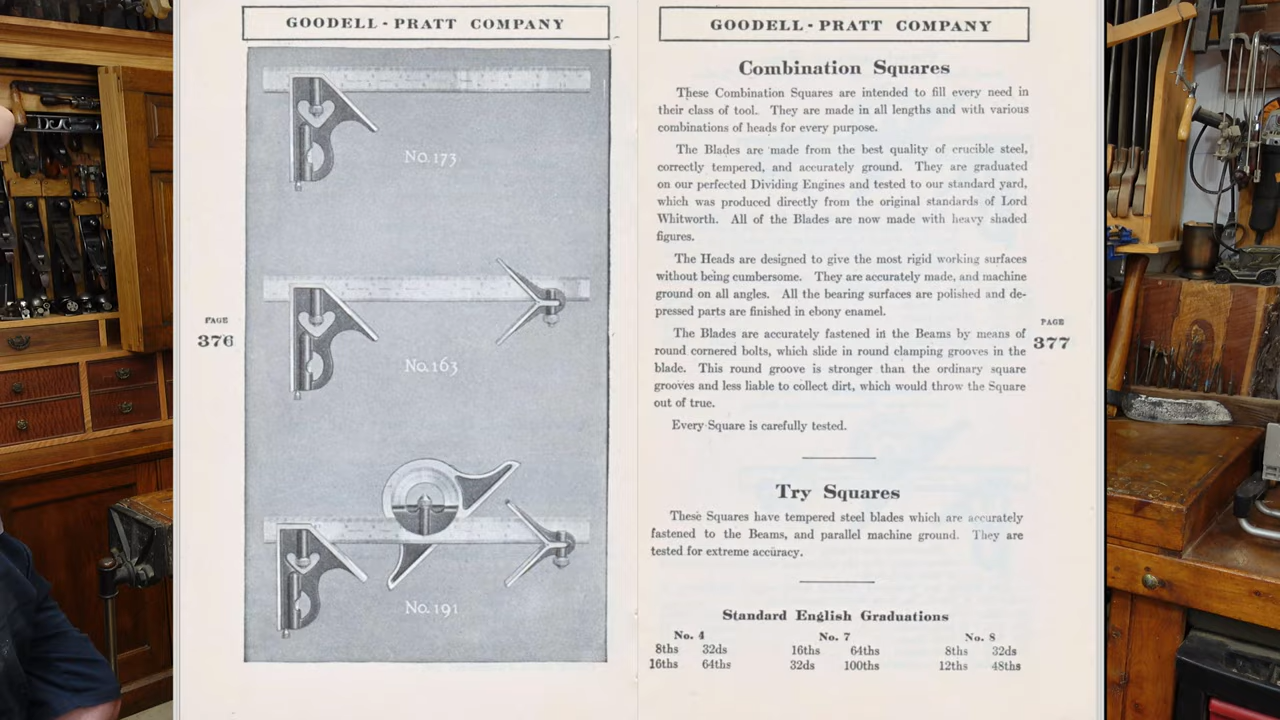 GOODELL-PRATT COMPANY
No. 173
No. 163
No. 191
PAGE
376
GOODELL-PRATT COMPANY
Combination Squares
These Combination Squares are intended to fill every need in
their class of tool. They are made in all lengths and with various
combinations of heads for every purpose.
The Blades are made from the best quality of crucible steel,
correctly tempered, and accurately ground. They are graduated
on our perfected Dividing Engines and tested to our standard yard,
which was produced directly from the original standards of Lord
Whitworth. All of the Blades are now made with heavy shaded
figures.
The Heads are designed to give the most rigid working surfaces
without being cumbersome. They are accurately made, and machine
ground on all angles. All the bearing surfaces are polished and de-
pressed parts are finished in ebony enamel.
The Blades are accurately fastened in the Beams by means of
round cornered bolts, which slide in round clamping grooves in the
blade. This round groove is stronger than the ordinary square
grooves and less liable to collect dirt, which would throw the Square
out of true.
Every Square is carefully tested.
Try Squares
These Squares have tempered steel blades which are accurately
fastened to the Beams, and parallel machine ground. They are
tested for extreme accuracy.
Standard English Graduations
No. 4 No. 7 No. 8
8ths 32ds 16ths 64ths 8ths 32ds
16ths 64ths 32ds 100ths 12ths 48ths
PAGE
377